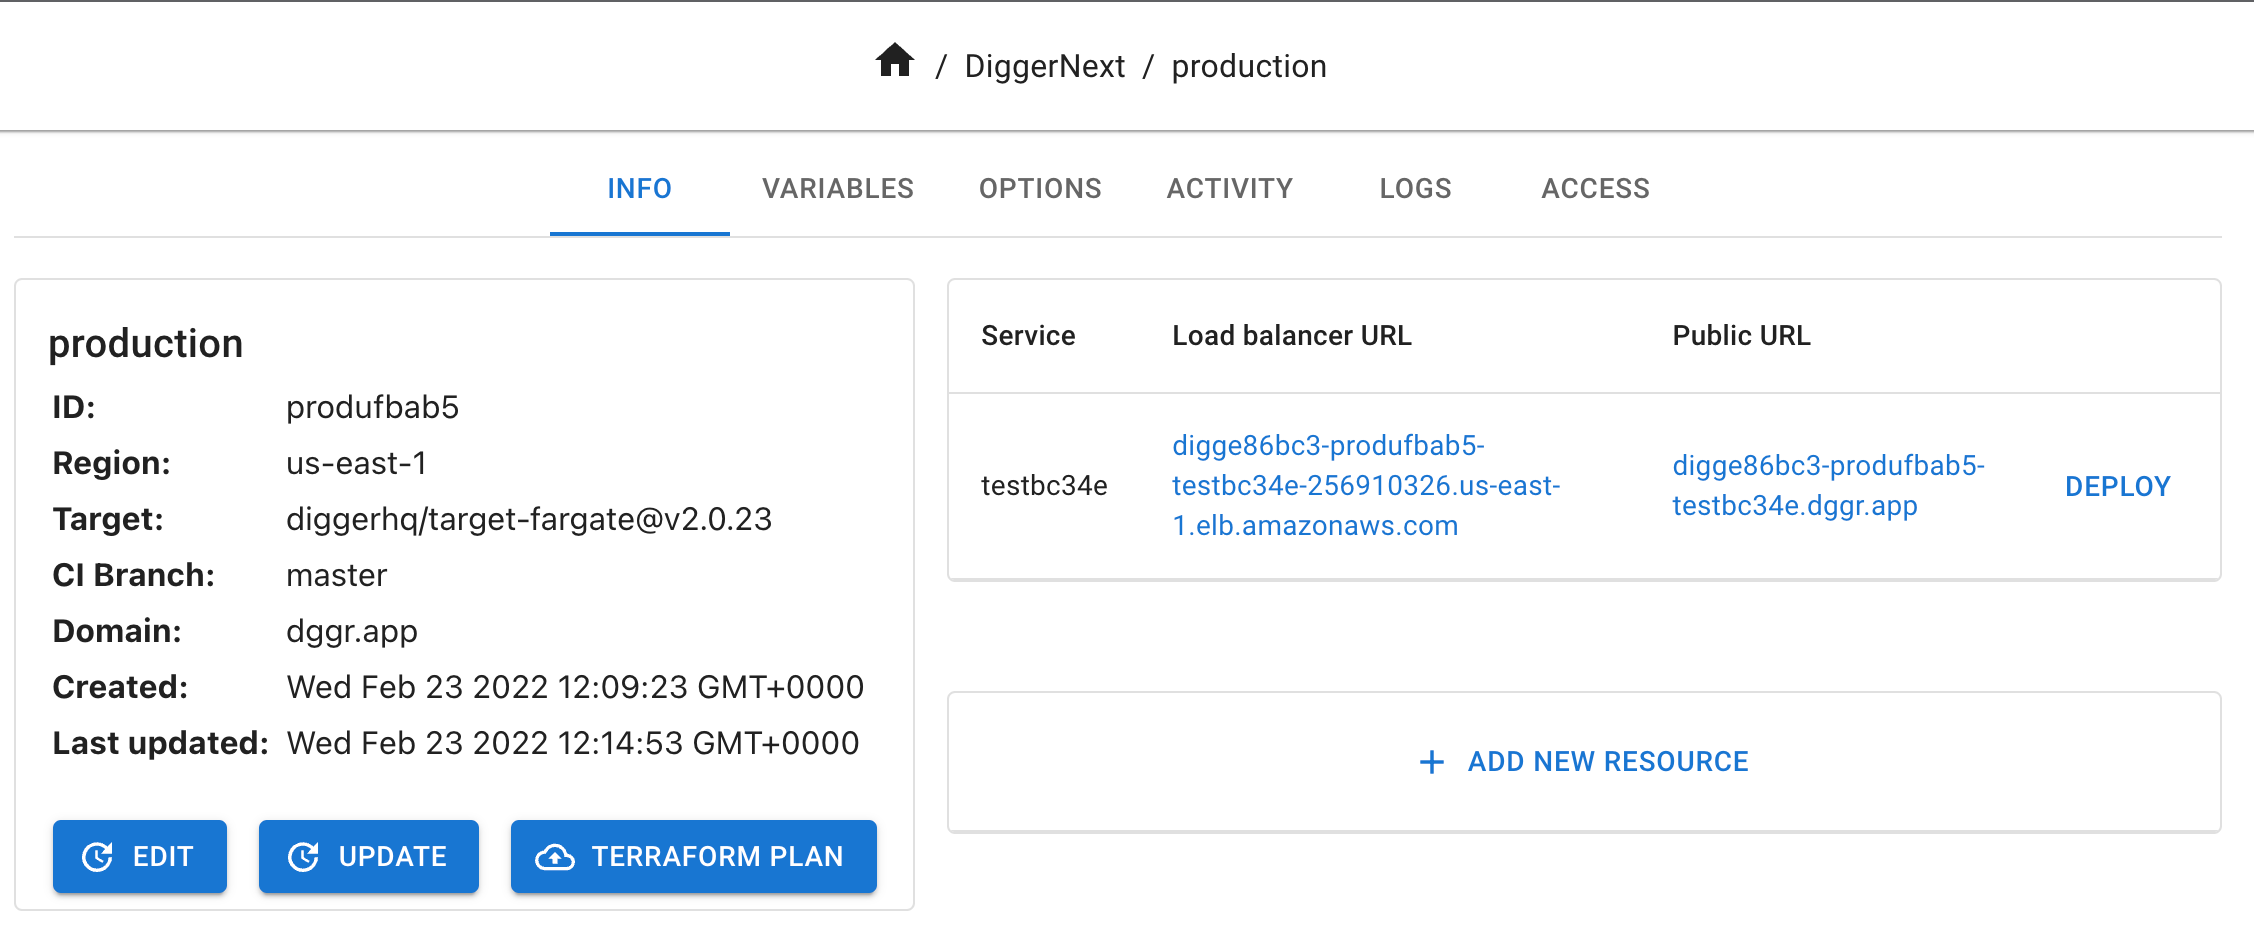 / DiggerNext / production
INFO VARIABLES OPTIONS ACTIVITY LOGS ACCESS
production
ID: produfbab5
Region: us-east-1
Target: diggerhq/target-fargate@v2.0.23
CI Branch: master
Domain: dggr.app
Created: Wed Feb 23 2022 12:09:23 GMT+0000
Last updated: Wed Feb 23 2022 12:14:53 GMT+0000
EDIT UPDATE TERRAFORM PLAN
Service Load balancer URL Public URL
testbc34e
digge86bc3-produfbab5-
testbc34e-256910326.us-east-
1.elb.amazonaws.com
digge86bc3-produfbab5-
testbc34e.dggr.app
DEPLOY
+ ADD NEW RESOURCE